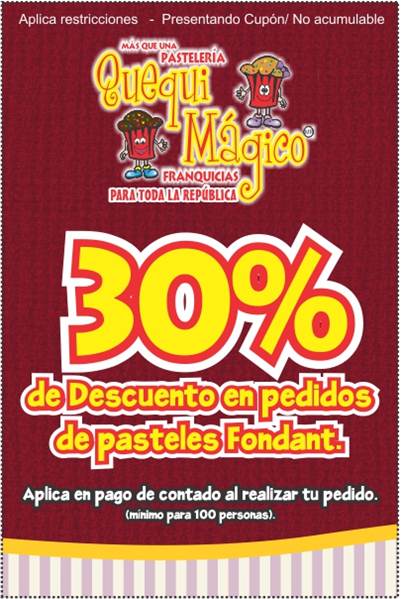 Aplica restricciones - Presentando Cupón/ No acumulable
MÁS QUE UNA
PASTELERÍA
Quequi
Mágico
FRANQUICIAS
PARA TODA LA REPÚBLICA
30%
de Descuento en pedidos
de pasteles Fondant.
Aplica en pago de contado al realizar tu pedido.
(mínimo para 100 personas).